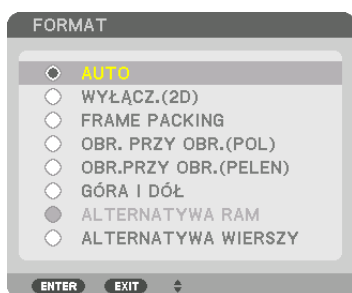 FORMAT
AUTO
WYŁĄCZ.(2D)
FRAME PACKING
OBR. PRZY OBR.(POL)
OBR.PRZY OBR.(PELEN)
GÓRA I DÓŁ
ALTERNATYWA RAM
ALTERNATYWA WIERSZY
ENTER EXIT